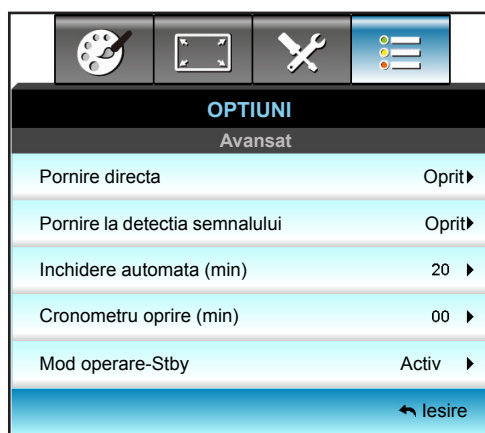 OPTIUNI
Avansat
Pornire directa Oprit
Pornire la detectia semnalului Oprit
Inchidere automata (min) 20
Cronometru oprire (min) 00
Mod operare-Stby Activ
Iesire